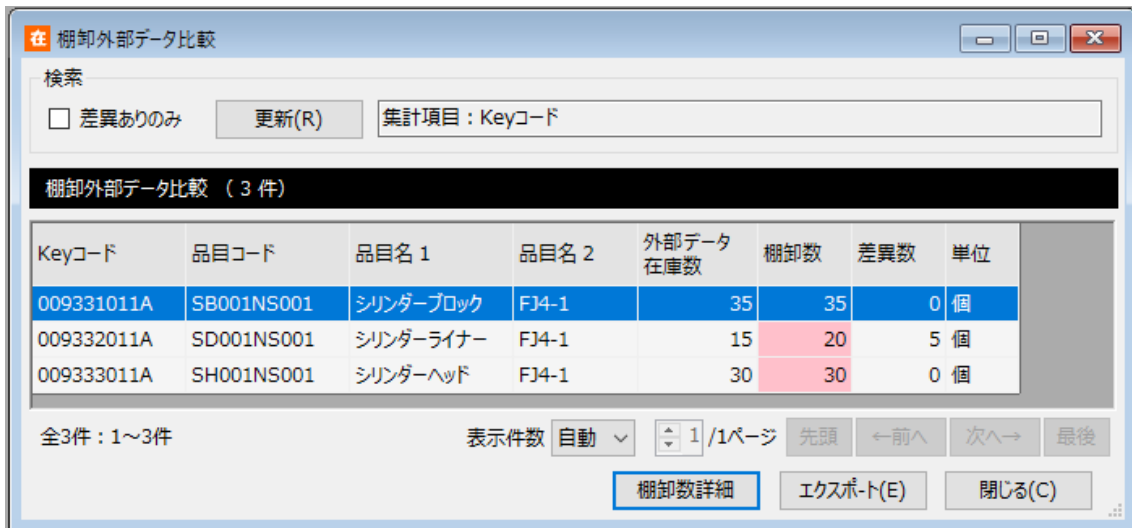 在 棚卸外部データ比較
検索
差異ありのみ 更新(R) 集計項目：Keyコード
棚卸外部データ比較 （ 3 件）
Keyコード 品目コード 品目名 1 品目名 2 外部データ在庫数 棚卸数 差異数 単位
009331011A SB001NS001 シリンダーブロック FJ4-1 35 35 0 個
009332011A SD001NS001 シリンダーライナー FJ4-1 15 20 5 個
009333011A SH001NS001 シリンダーヘッド FJ4-1 30 30 0 個
全3件：1～3件 表示件数 自動 1 /1ページ 先頭 ←前へ 次へ→ 最後
棚卸数詳細 エクスポート(E) 閉じる(C)